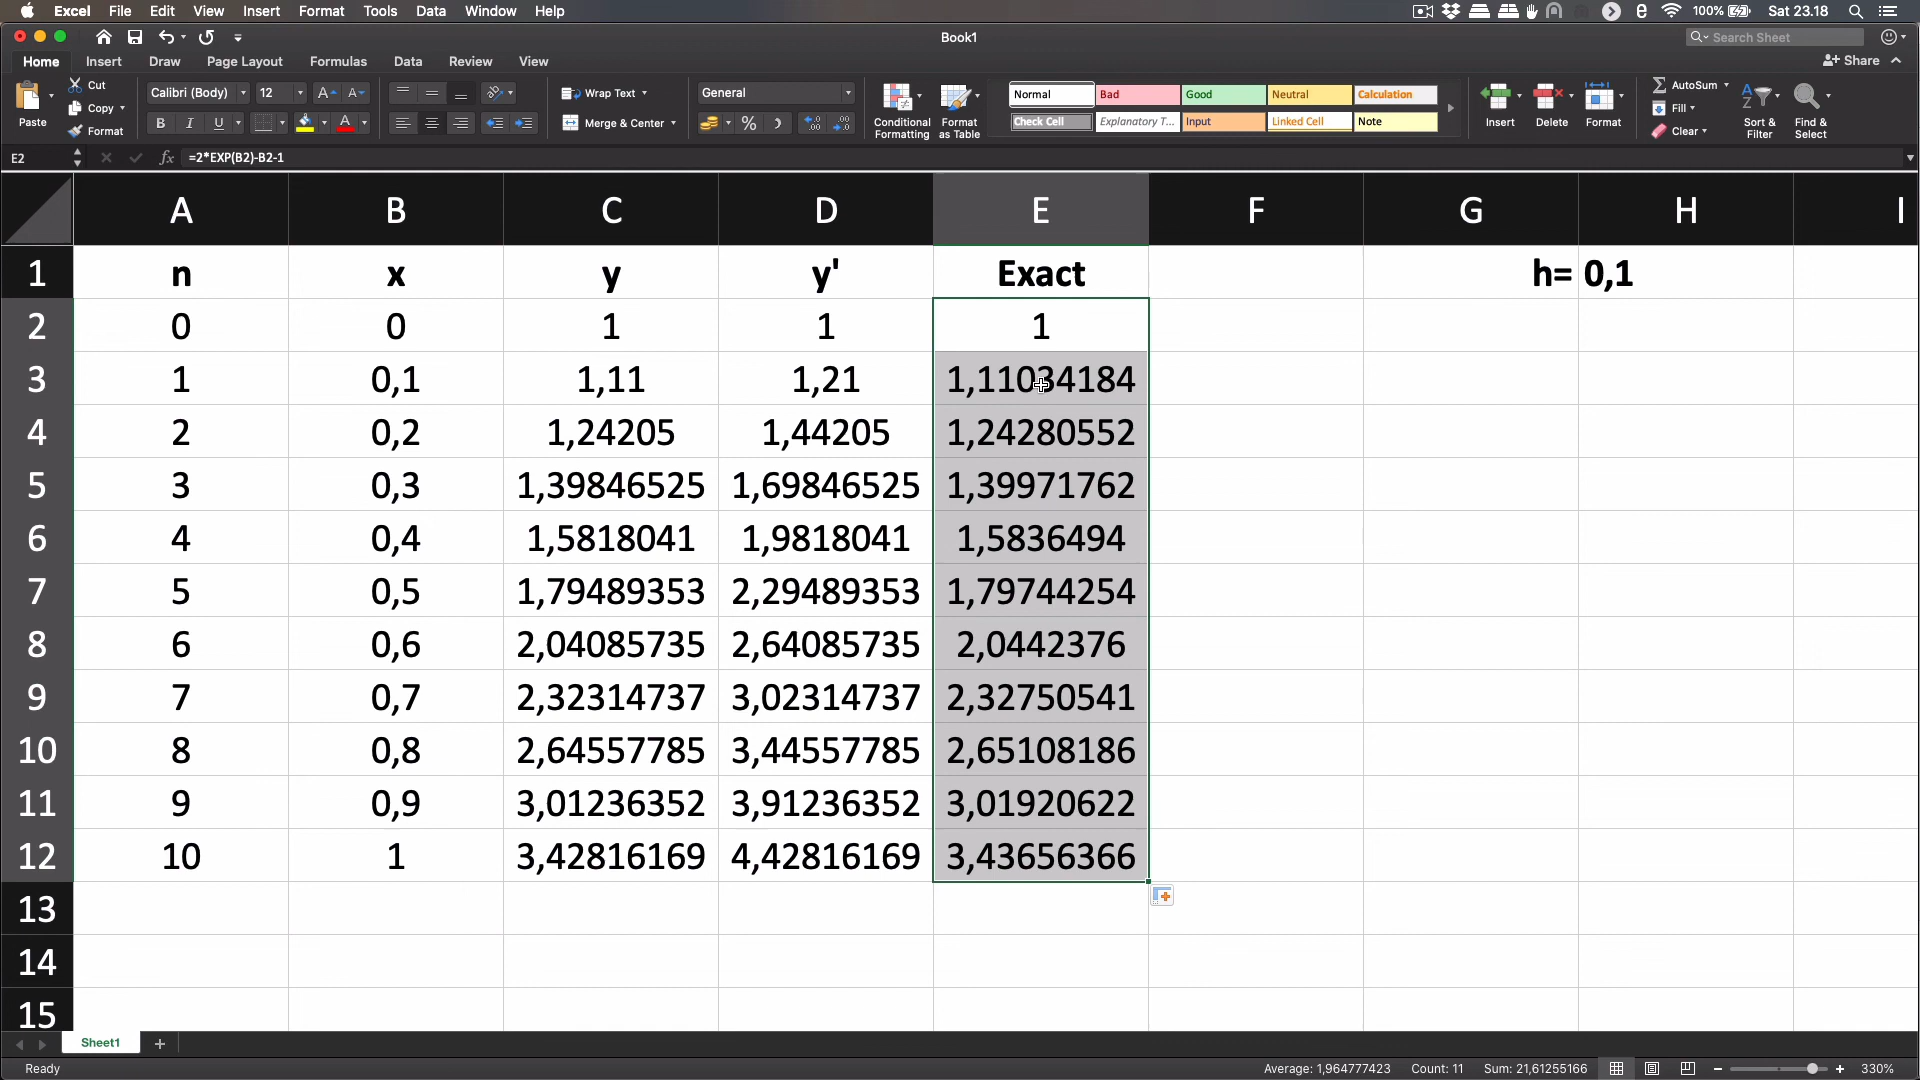 Excel File Edit View Insert Format Tools Data Window Help 100% Sat 23.18
Book1 Search Sheet
Home Insert Draw Page Layout Formulas Data Review View Share
Paste Cut Copy Format
Calibri (Body) 12 A A
B I U A
Wrap Text
Merge & Center
General
%
Conditional Formatting
Format as Table
Normal Bad Good Neutral Calculation
Check Cell Explanatory T... Input Linked Cell Note
Insert Delete Format
AutoSum
Fill
Clear
Sort & Filter
Find & Select
E2 fx =2*EXP(B2)-B2-1
A B C D E F G H I
1 n x y y' Exact h= 0,1
2 0 0 1 1 1
3 1 0,1 1,11 1,21 1,11034184
4 2 0,2 1,24205 1,44205 1,24280552
5 3 0,3 1,39846525 1,69846525 1,39971762
6 4 0,4 1,5818041 1,9818041 1,5836494
7 5 0,5 1,79489353 2,29489353 1,79744254
8 6 0,6 2,04085735 2,64085735 2,0442376
9 7 0,7 2,32314737 3,02314737 2,32750541
10 8 0,8 2,64557785 3,44557785 2,65108186
11 9 0,9 3,01236352 3,91236352 3,01920622
12 10 1 3,42816169 4,42816169 3,43656366
13
14
15
Sheet1 +
Ready Average: 1,964777423 Count: 11 Sum: 21,61255166 330%